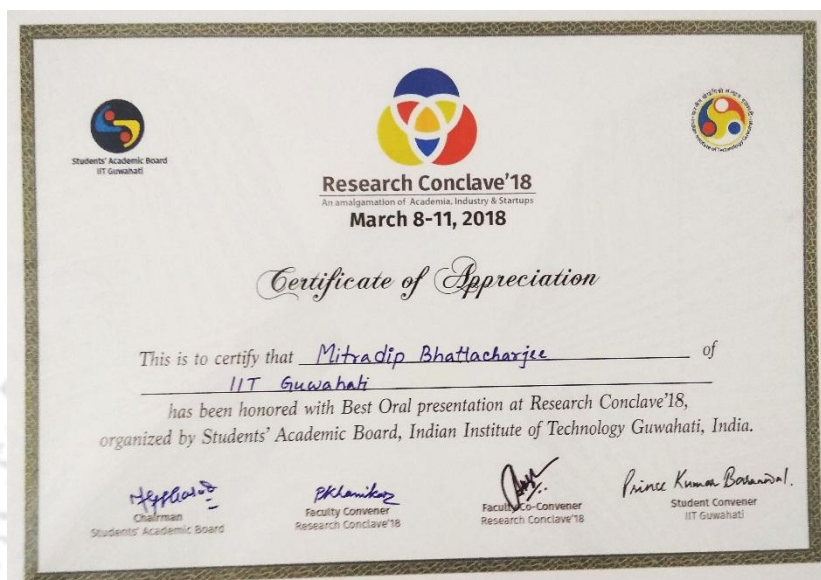 Students' Academic Board
IIT Guwahati
Research Conclave'18
An amalgamation of Academia, Industry & Startups
March 8-11, 2018
Certificate of Appreciation
This is to certify that Mitradip Bhattacharjee of
IIT Guwahati
has been honored with Best Oral presentation at Research Conclave'18,
organized by Students' Academic Board, Indian Institute of Technology Guwahati, India.
Chairman
Students' Academic Board
PKhanikar
Faculty Convener
Research Conclave'18
Faculty Co-Convener
Research Conclave'18
Prince Kumar Baranwal.
Student Convener
IIT Guwahati